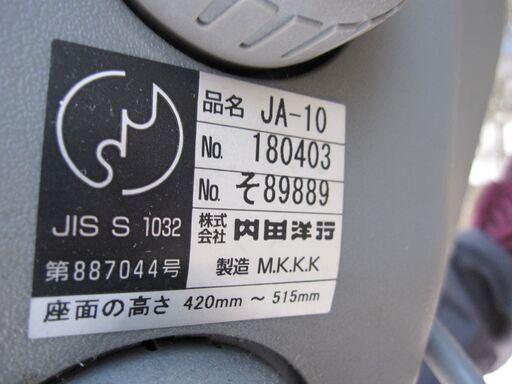 品名 JA-10
No. 180403
No. そ89889
株式会社 内田洋行
製造 M.K.K.K
JIS S 1032
第887044号
座面の高さ 420mm ～ 515mm